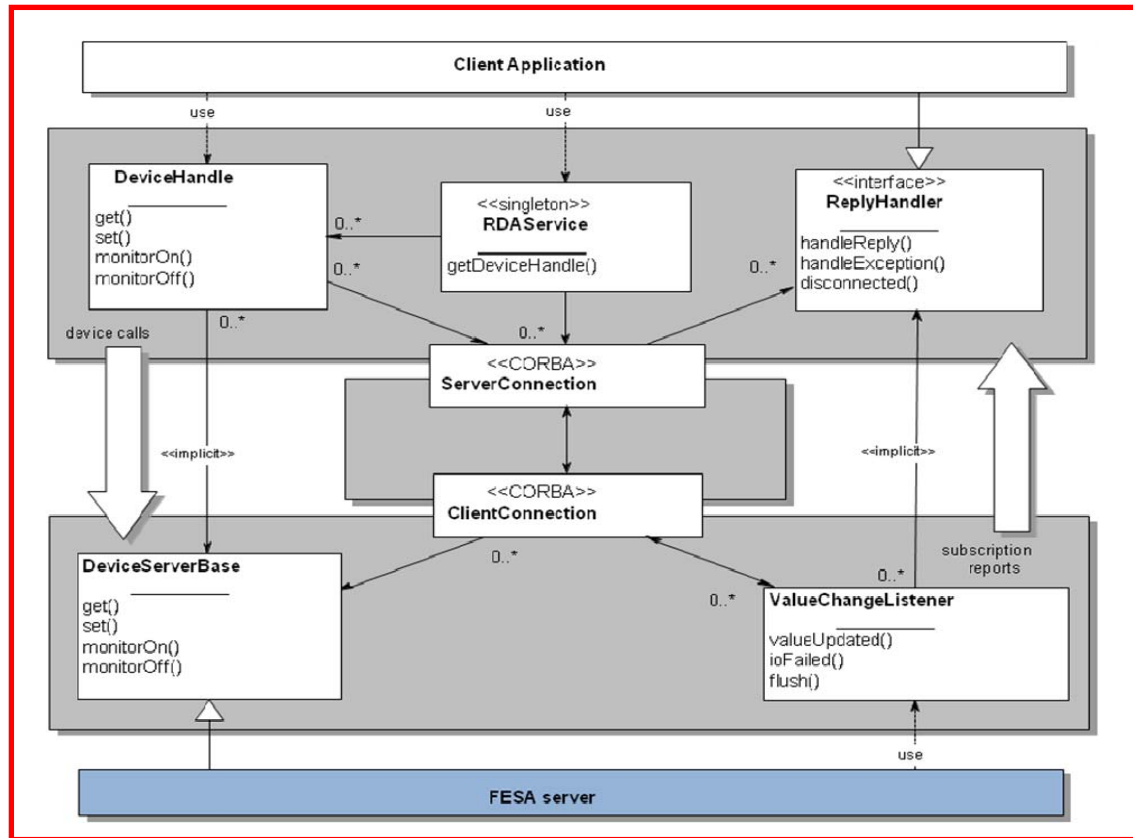 Client Application
use
use
DeviceHandle
get()
set()
monitorOn()
monitorOff()
<<singleton>>
RDAService
getDeviceHandle()
<<interface>>
ReplyHandler
handleReply()
handleException()
disconnected()
0..*
0..*
0..*
0..*
0..*
device calls
<<CORBA>>
ServerConnection
<<implicit>>
<<implicit>>
<<CORBA>>
ClientConnection
subscription
reports
0..*
0..*
0..*
DeviceServerBase
get()
set()
monitorOn()
monitorOff()
ValueChangeListener
valueUpdated()
ioFailed()
flush()
use
FESA server